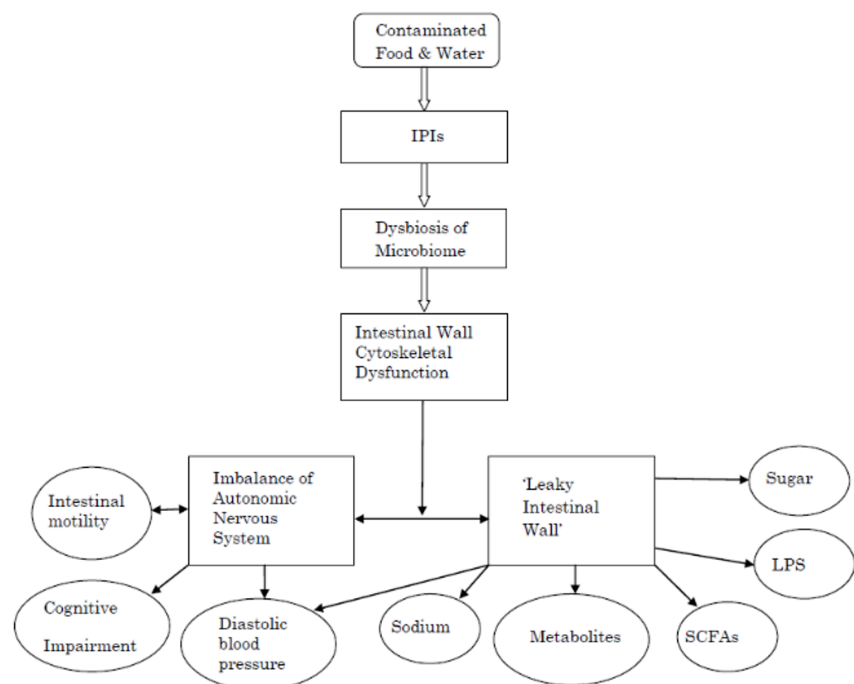 Contaminated
Food & Water
IPIs
Dysbiosis of
Microbiome
Intestinal Wall
Cytoskeletal
Dysfunction
Intestinal
motility
Imbalance of
Autonomic
Nervous
System
'Leaky
Intestinal
Wall'
Sugar
LPS
Cognitive
Impairment
Diastolic
blood
pressure
Sodium
Metabolites
SCFAs